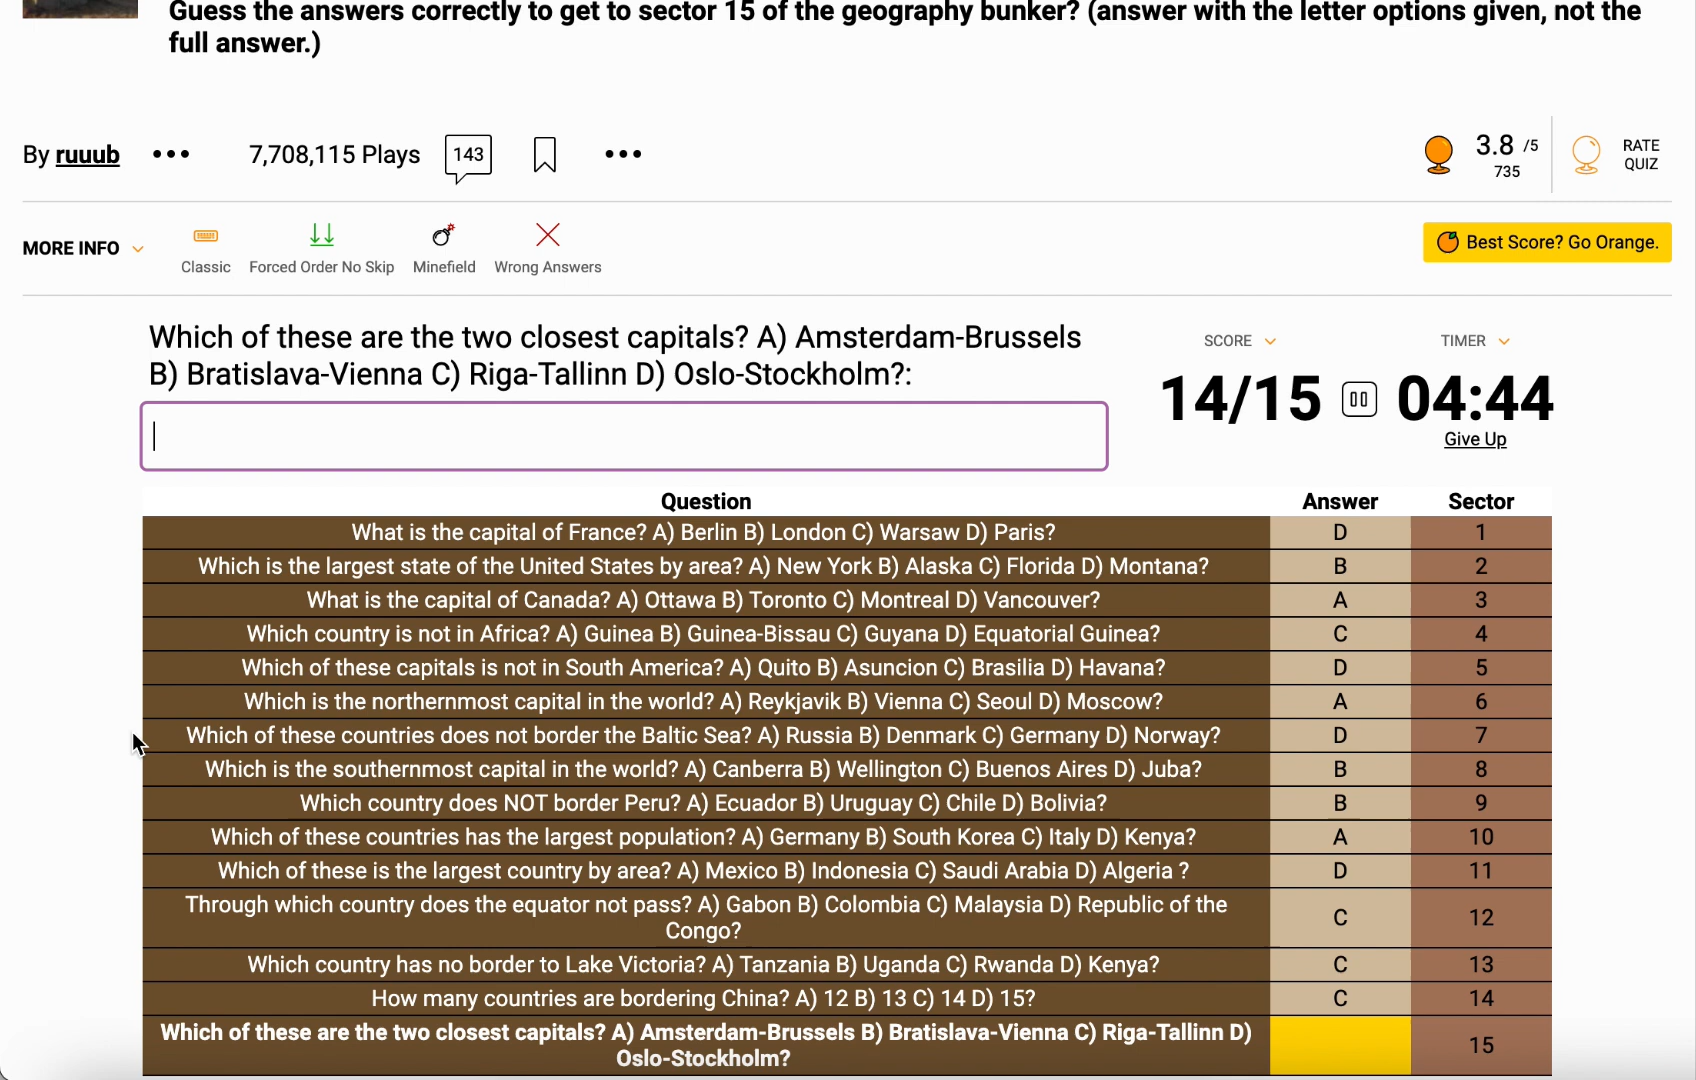 Guess the answers correctly to get to sector 15 of the geography bunker? (answer with the letter options given, not the
full answer.)
By ruuub
7,708,115 Plays
143
3.8 /5
735
RATE
QUIZ
MORE INFO
Classic
Forced Order No Skip
Minefield
Wrong Answers
Best Score? Go Orange.
Which of these are the two closest capitals? A) Amsterdam-Brussels
B) Bratislava-Vienna C) Riga-Tallinn D) Oslo-Stockholm?:
SCORE
TIMER
14/15
04:44
Give Up
Question Answer Sector
What is the capital of France? A) Berlin B) London C) Warsaw D) Paris? D 1
Which is the largest state of the United States by area? A) New York B) Alaska C) Florida D) Montana? B 2
What is the capital of Canada? A) Ottawa B) Toronto C) Montreal D) Vancouver? A 3
Which country is not in Africa? A) Guinea B) Guinea-Bissau C) Guyana D) Equatorial Guinea? C 4
Which of these capitals is not in South America? A) Quito B) Asuncion C) Brasilia D) Havana? D 5
Which is the northernmost capital in the world? A) Reykjavik B) Vienna C) Seoul D) Moscow? A 6
Which of these countries does not border the Baltic Sea? A) Russia B) Denmark C) Germany D) Norway? D 7
Which is the southernmost capital in the world? A) Canberra B) Wellington C) Buenos Aires D) Juba? B 8
Which country does NOT border Peru? A) Ecuador B) Uruguay C) Chile D) Bolivia? B 9
Which of these countries has the largest population? A) Germany B) South Korea C) Italy D) Kenya? A 10
Which of these is the largest country by area? A) Mexico B) Indonesia C) Saudi Arabia D) Algeria ? D 11
Through which country does the equator not pass? A) Gabon B) Colombia C) Malaysia D) Republic of the
Congo? C 12
Which country has no border to Lake Victoria? A) Tanzania B) Uganda C) Rwanda D) Kenya? C 13
How many countries are bordering China? A) 12 B) 13 C) 14 D) 15? C 14
Which of these are the two closest capitals? A) Amsterdam-Brussels B) Bratislava-Vienna C) Riga-Tallinn D)
Oslo-Stockholm? 15